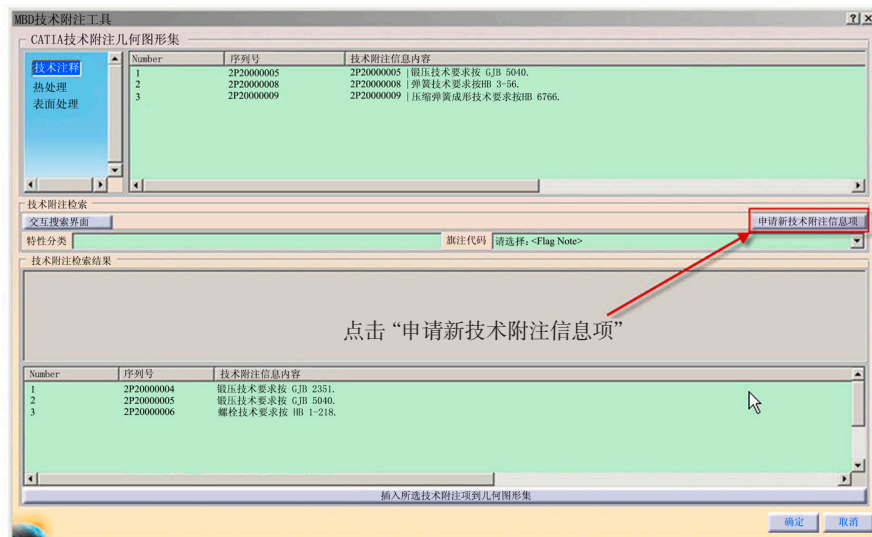 MBD技术附注工具
CATIA技术附注几何图形集
技术注释
热处理
表面处理
Number 序列号 技术附注信息内容
1 2P20000005 2P20000005 |锻压技术要求按 GJB 5040.
2 2P20000008 2P20000008 |弹簧技术要求按HB 3-56.
3 2P20000009 2P20000009 |压缩弹簧成形技术要求按HB 6766.
技术附注检索
交互搜索界面 申请新技术附注信息项
特性分类 旗注代码 请选择: <Flag Note>
技术附注检索结果
点击“申请新技术附注信息项”
Number 序列号 技术附注信息内容
1 2P20000004 锻压技术要求按 GJB 2351.
2 2P20000005 锻压技术要求按 GJB 5040.
3 2P20000006 螺栓技术要求按 HB 1-218.
插入所选技术附注项到几何图形集
确定 取消